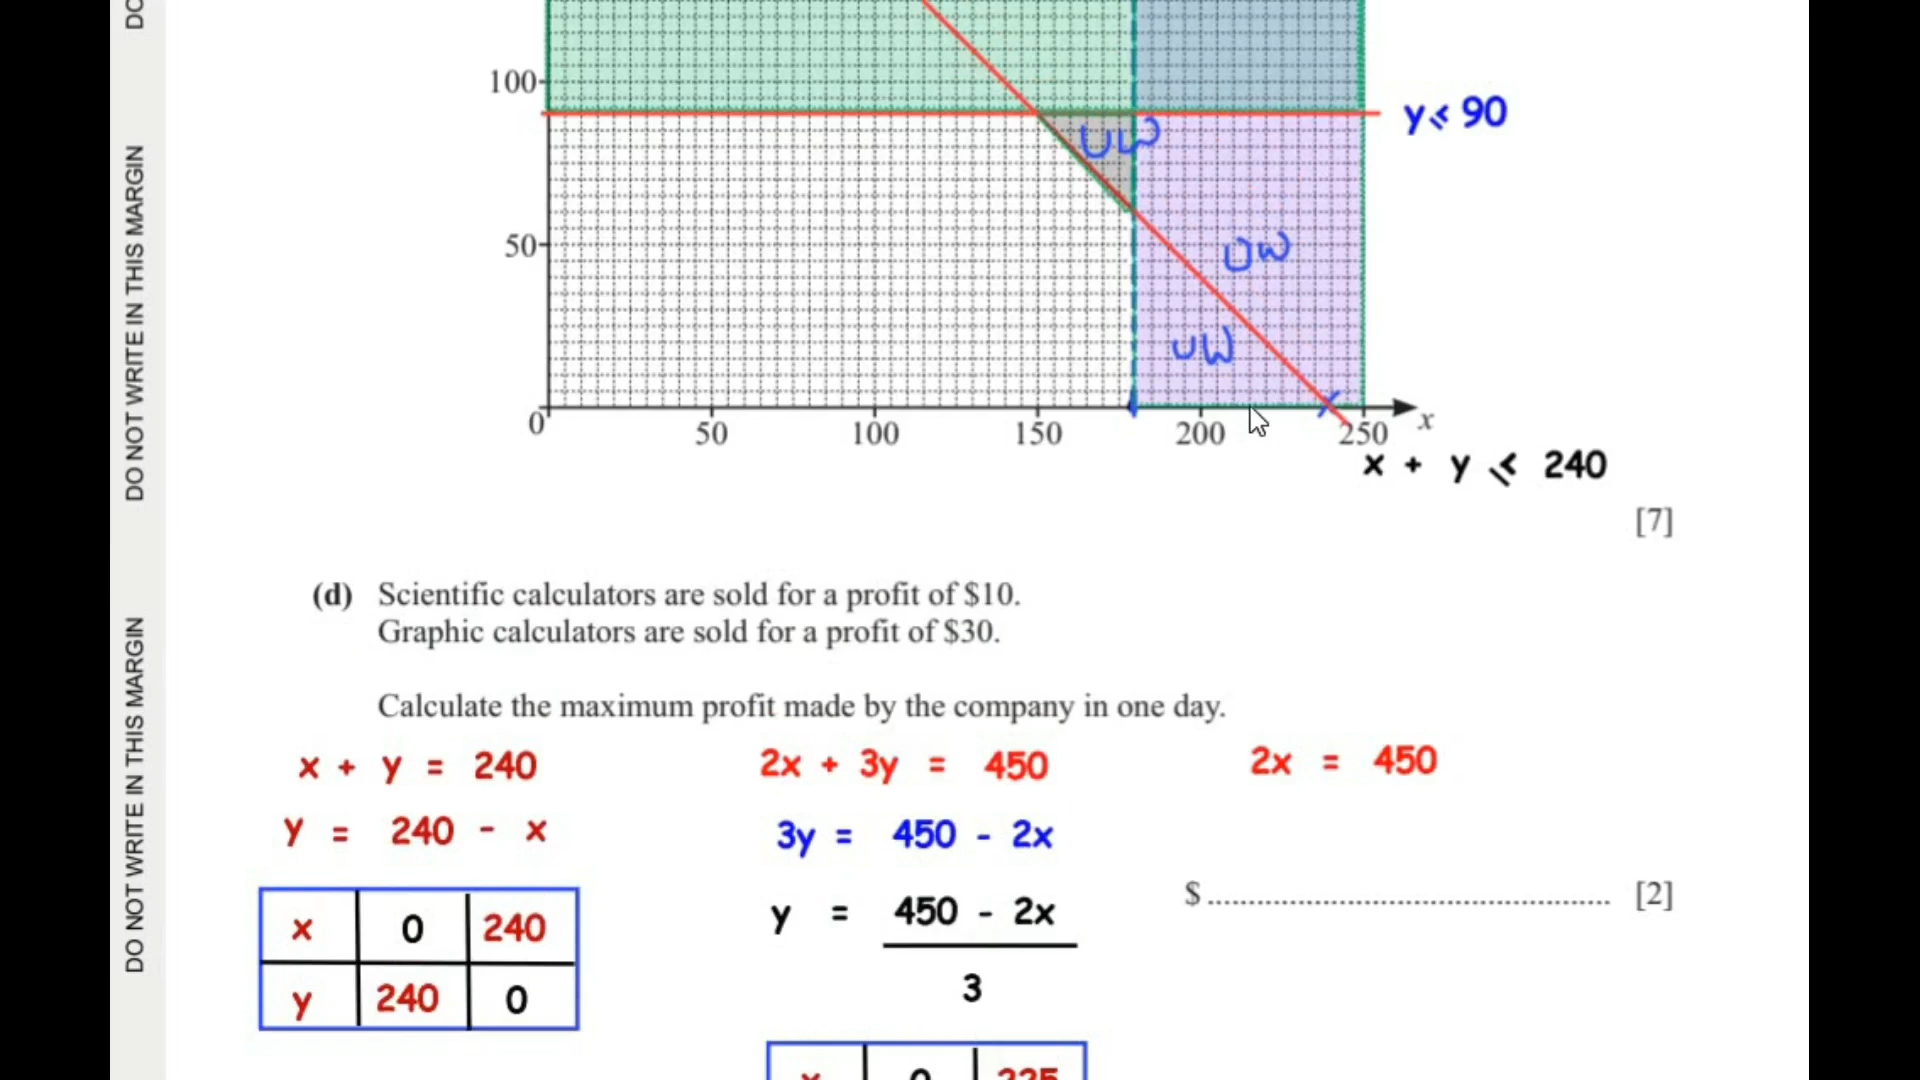 DO
100
y ⩽ 90
UW
50
UW
UW
0
50
100
150
200
250
x
x + y ⩽ 240
[7]
DO NOT WRITE IN THIS MARGIN
(d) Scientific calculators are sold for a profit of $10.
Graphic calculators are sold for a profit of $30.
Calculate the maximum profit made by the company in one day.
DO NOT WRITE IN THIS MARGIN
x + y = 240
y = 240 - x
x 0 240
y 240 0
2x + 3y = 450
3y = 450 - 2x
y = 450 - 2x
3
x 0 225
2x = 450
$ .................................................. [2]